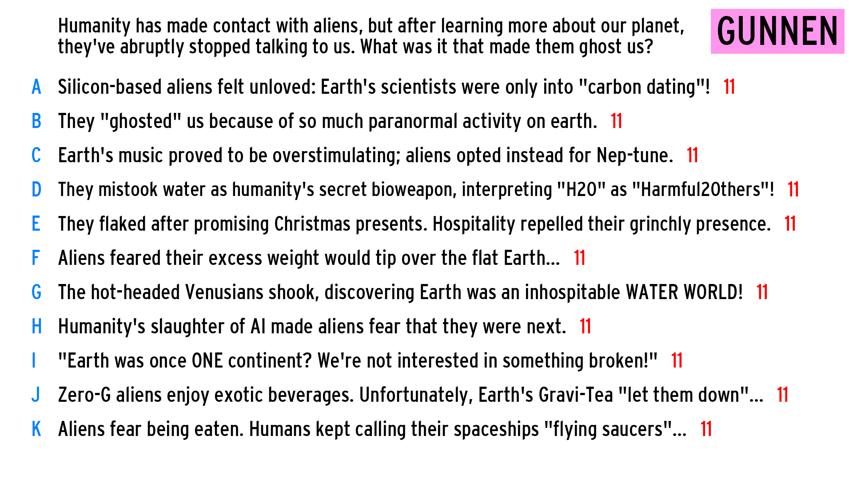 Humanity has made contact with aliens, but after learning more about our planet,
they've abruptly stopped talking to us. What was it that made them ghost us?
GUNNEN
A Silicon-based aliens felt unloved: Earth's scientists were only into "carbon dating"! 11
B They "ghosted" us because of so much paranormal activity on earth. 11
C Earth's music proved to be overstimulating; aliens opted instead for Nep-tune. 11
D They mistook water as humanity's secret bioweapon, interpreting "H20" as "Harmful20thers"! 11
E They flaked after promising Christmas presents. Hospitality repelled their grinchly presence. 11
F Aliens feared their excess weight would tip over the flat Earth... 11
G The hot-headed Venusians shook, discovering Earth was an inhospitable WATER WORLD! 11
H Humanity's slaughter of AI made aliens fear that they were next. 11
I "Earth was once ONE continent? We're not interested in something broken!" 11
J Zero-G aliens enjoy exotic beverages. Unfortunately, Earth's Gravi-Tea "let them down"... 11
K Aliens fear being eaten. Humans kept calling their spaceships "flying saucers"... 11